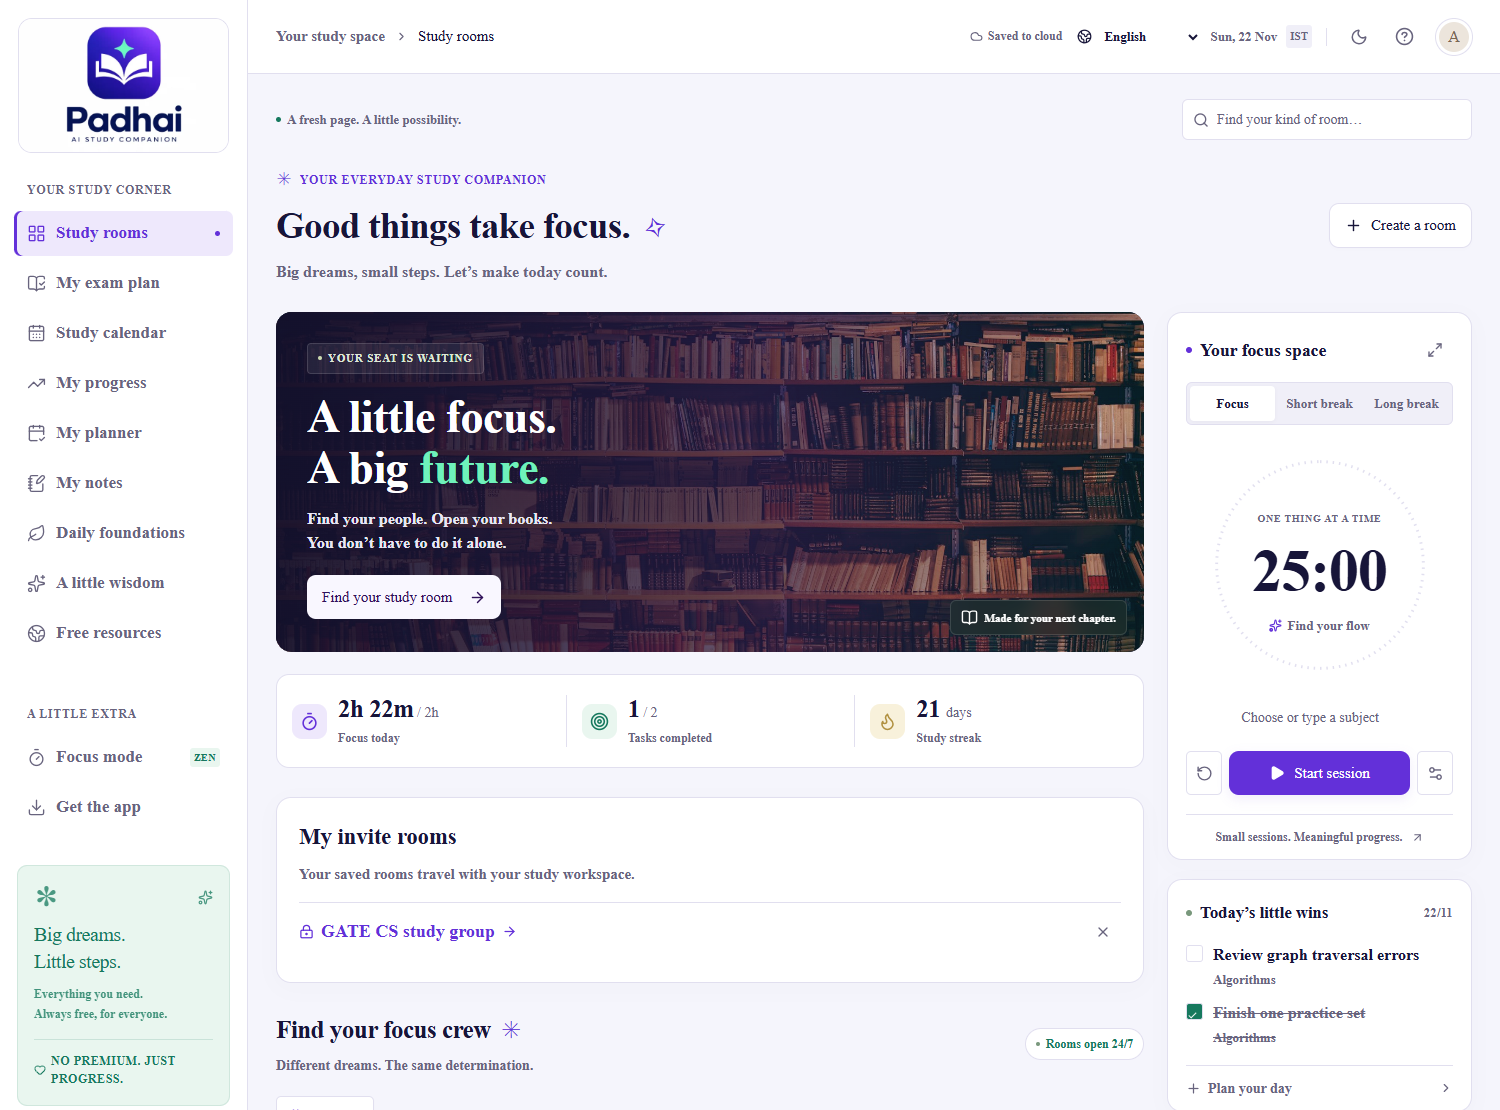 Padhai
AI STUDY COMPANION
YOUR STUDY CORNER
Study rooms
My exam plan
Study calendar
My progress
My planner
My notes
Daily foundations
A little wisdom
Free resources
A LITTLE EXTRA
Focus mode ZEN
Get the app
Big dreams.
Little steps.
Everything you need.
Always free, for everyone.
NO PREMIUM. JUST
PROGRESS.
Your study space > Study rooms
Saved to cloud English Sun, 22 Nov IST A
A fresh page. A little possibility.
Find your kind of room…
YOUR EVERYDAY STUDY COMPANION
Good things take focus.
Create a room
Big dreams, small steps. Let’s make today count.
YOUR SEAT IS WAITING
A little focus.
A big future.
Find your people. Open your books.
You don’t have to do it alone.
Find your study room
Made for your next chapter.
2h 22m / 2h
Focus today
1 / 2
Tasks completed
21 days
Study streak
My invite rooms
Your saved rooms travel with your study workspace.
GATE CS study group
Find your focus crew
Different dreams. The same determination.
Rooms open 24/7
Your focus space
Focus Short break Long break
ONE THING AT A TIME
25:00
Find your flow
Choose or type a subject
Start session
Small sessions. Meaningful progress.
Today’s little wins 22/11
Review graph traversal errors
Algorithms
Finish one practice set
Algorithms
Plan your day